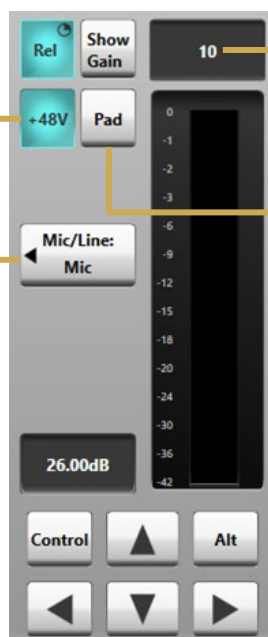 Rel
Show
Gain
10
+48V
Pad
0
-1
-2
-3
-6
-9
-12
-15
-18
-20
-24
-30
-36
-42
Mic/Line:
Mic
26.00dB
Control
Alt